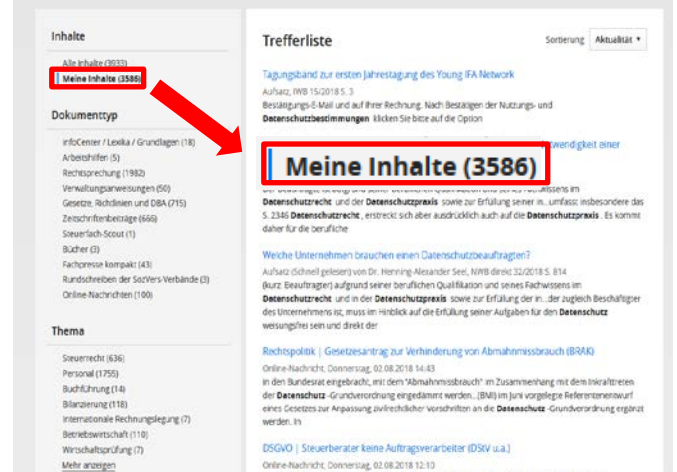 Inhalte
Alle Inhalte (3933)
Meine Inhalte (3586)
Dokumenttyp
infoCenter / Lexika / Grundlagen (18)
Arbeitshilfen (5)
Rechtsprechung (1982)
Verwaltungsanweisungen (50)
Gesetze, Richtlinien und DBA (715)
Zeitschriftenbeiträge (666)
Steuerfach-Scout (1)
Bücher (3)
Fachpresse kompakt (43)
Rundschreiben der SozVers-Verbände (3)
Online-Nachrichten (100)
Thema
Steuerrecht (636)
Personal (1755)
Buchführung (14)
Bilanzierung (118)
Internationale Rechnungslegung (7)
Betriebswirtschaft (110)
Wirtschaftsprüfung (7)
Mehr anzeigen
Trefferliste
Sortierung Aktualität
Tagungsband zur ersten Jahrestagung des Young IFA Network
Aufsatz, IWB 15/2018 S. 3
Bestätigungs-E-Mail und auf Ihrer Rechnung. Nach Bestätigen der Nutzungs- und
Datenschutzbestimmungen klicken Sie bitte auf die Option
twendigkeit einer
Meine Inhalte (3586)
Datenschutzrecht und der Datenschutzpraxis sowie zur Erfüllung seiner in...umfasst insbesondere das
S. 2346 Datenschutzrecht , erstreckt sich aber ausdrücklich auch auf die Datenschutzpraxis . Es kommt
daher für die berufliche
Welche Unternehmen brauchen einen Datenschutzbeauftragten?
Aufsatz (Schnell gelesen) von Dr. Henning-Alexander Seel, NWB direkt 32/2018 S. 814
(kurz: Beauftragter) aufgrund seiner beruflichen Qualifikation und seines Fachwissens im
Datenschutzrecht und in der Datenschutzpraxis sowie zur Erfüllung der in...der zugleich Beschäftigter
des Unternehmens ist, muss im Hinblick auf die Erfüllung seiner Aufgaben für den Datenschutz
weisungsfrei sein und direkt der
Rechtspolitik | Gesetzesantrag zur Verhinderung von Abmahnmissbrauch (BRAK)
Online-Nachricht, Donnerstag, 02.08.2018 14:43
in den Bundesrat eingebracht, mit dem "Abmahnmissbrauch" im Zusammenhang mit dem Inkrafttreten
der Datenschutz -Grundverordnung eingedämmt werden...(BMI) im Juni vorgelegte Referentenentwurf
eines Gesetzes zur Anpassung zivilrechtlicher Vorschriften an die Datenschutz -Grundverordnung ergänzt
werden. In
DSGVO | Steuerberater keine Auftragsverarbeiter (DStV u.a.)
Online-Nachricht, Donnerstag, 02.08.2018 12:10